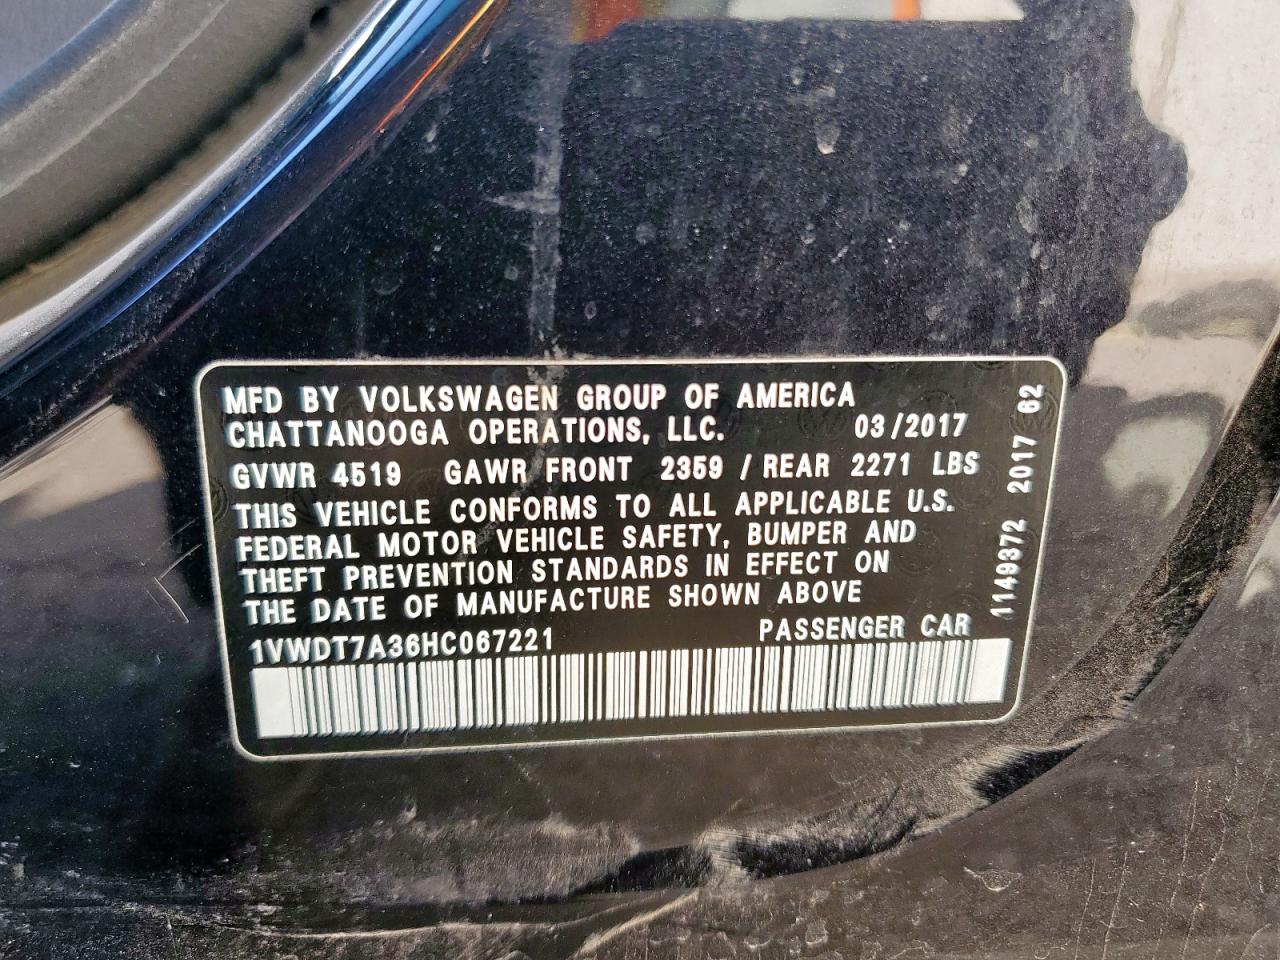 MFD BY VOLKSWAGEN GROUP OF AMERICA
CHATTANOOGA OPERATIONS, LLC. 03/2017
GVWR 4519 GAWR FRONT 2359 / REAR 2271 LBS
THIS VEHICLE CONFORMS TO ALL APPLICABLE U.S.
FEDERAL MOTOR VEHICLE SAFETY, BUMPER AND
THEFT PREVENTION STANDARDS IN EFFECT ON
THE DATE OF MANUFACTURE SHOWN ABOVE
1VWDT7A36HC067221 PASSENGER CAR
1149372 2017 2017 62